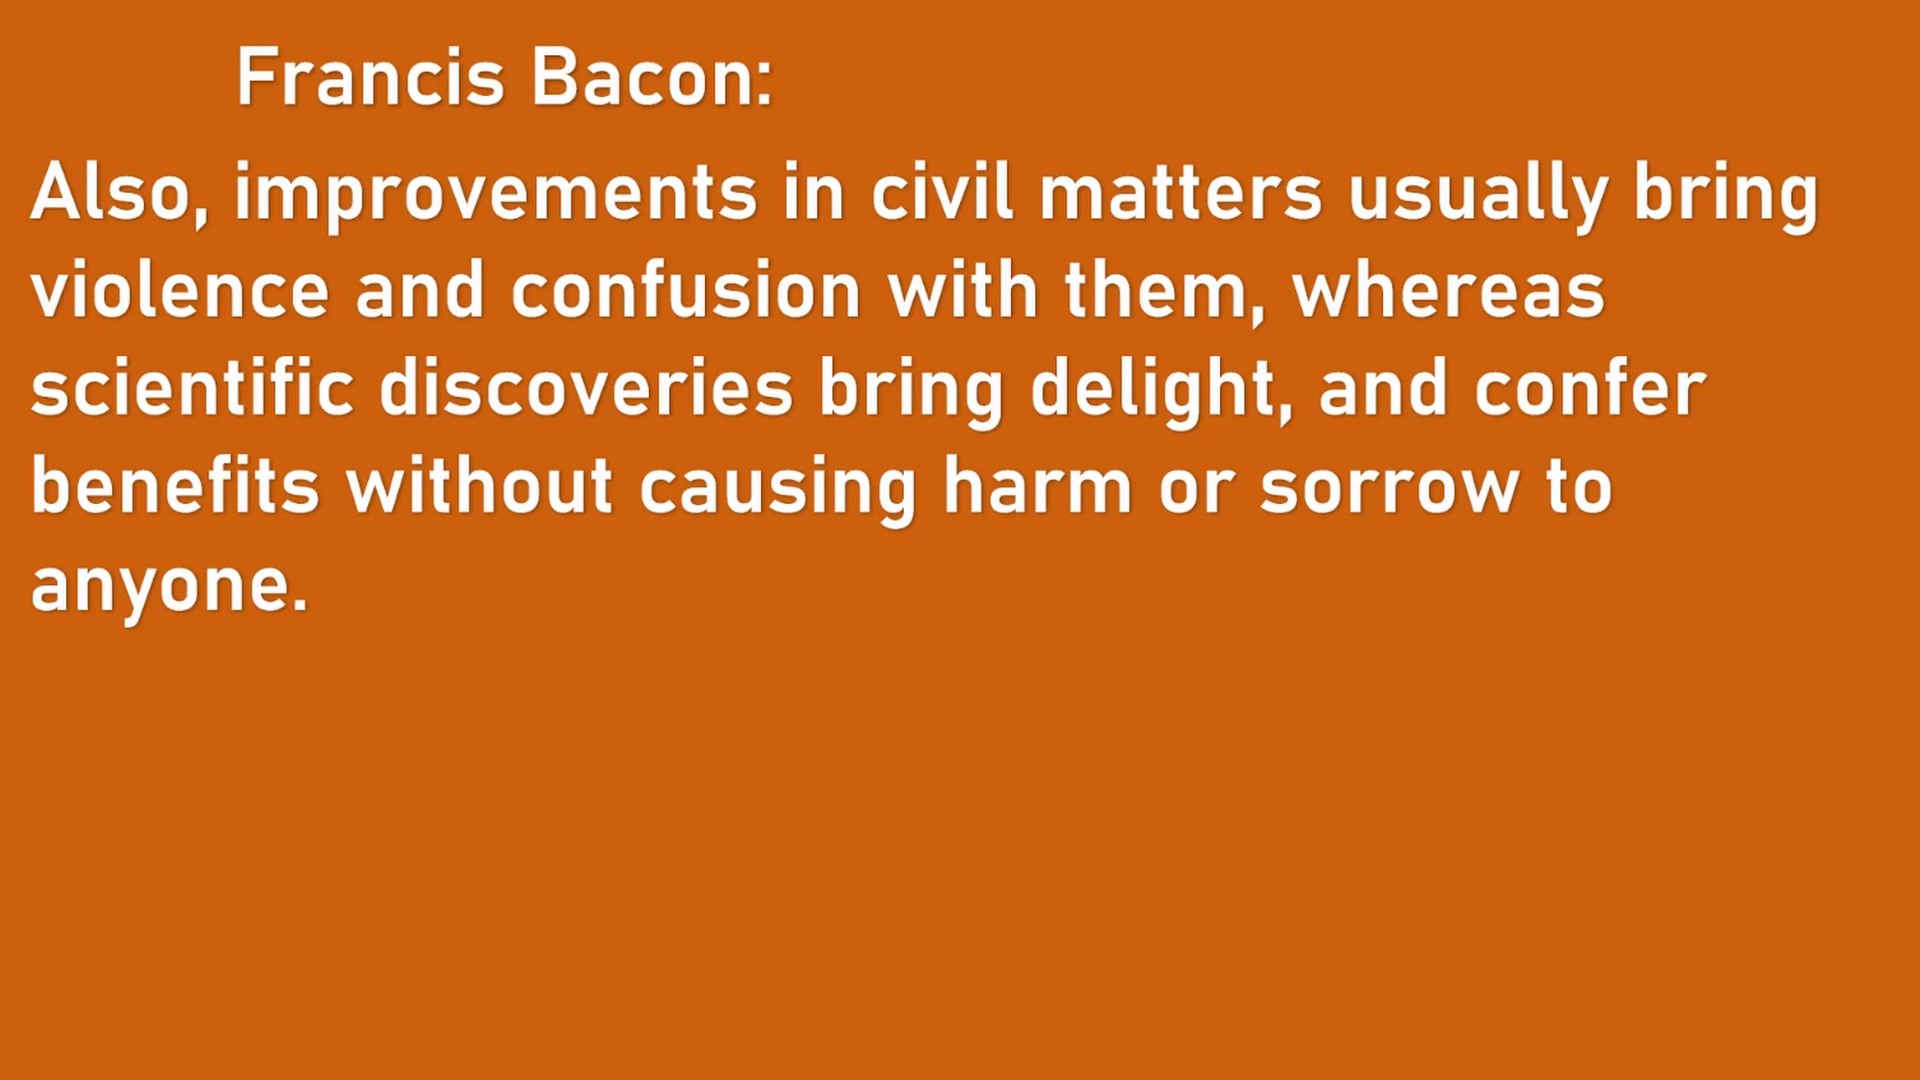 Francis Bacon:
Also, improvements in civil matters usually bring
violence and confusion with them, whereas
scientific discoveries bring delight, and confer
benefits without causing harm or sorrow to
anyone.